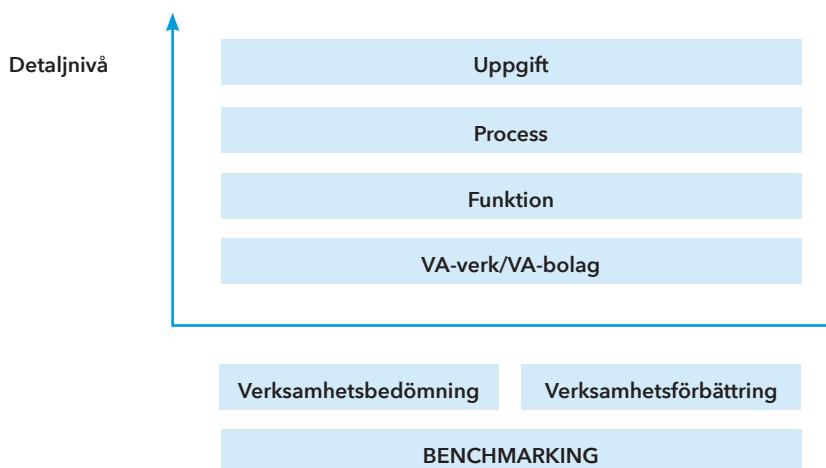 Detaljnivå
Uppgift
Process
Funktion
VA-verk/VA-bolag
Verksamhetsbedömning
Verksamhetsförbättring
BENCHMARKING